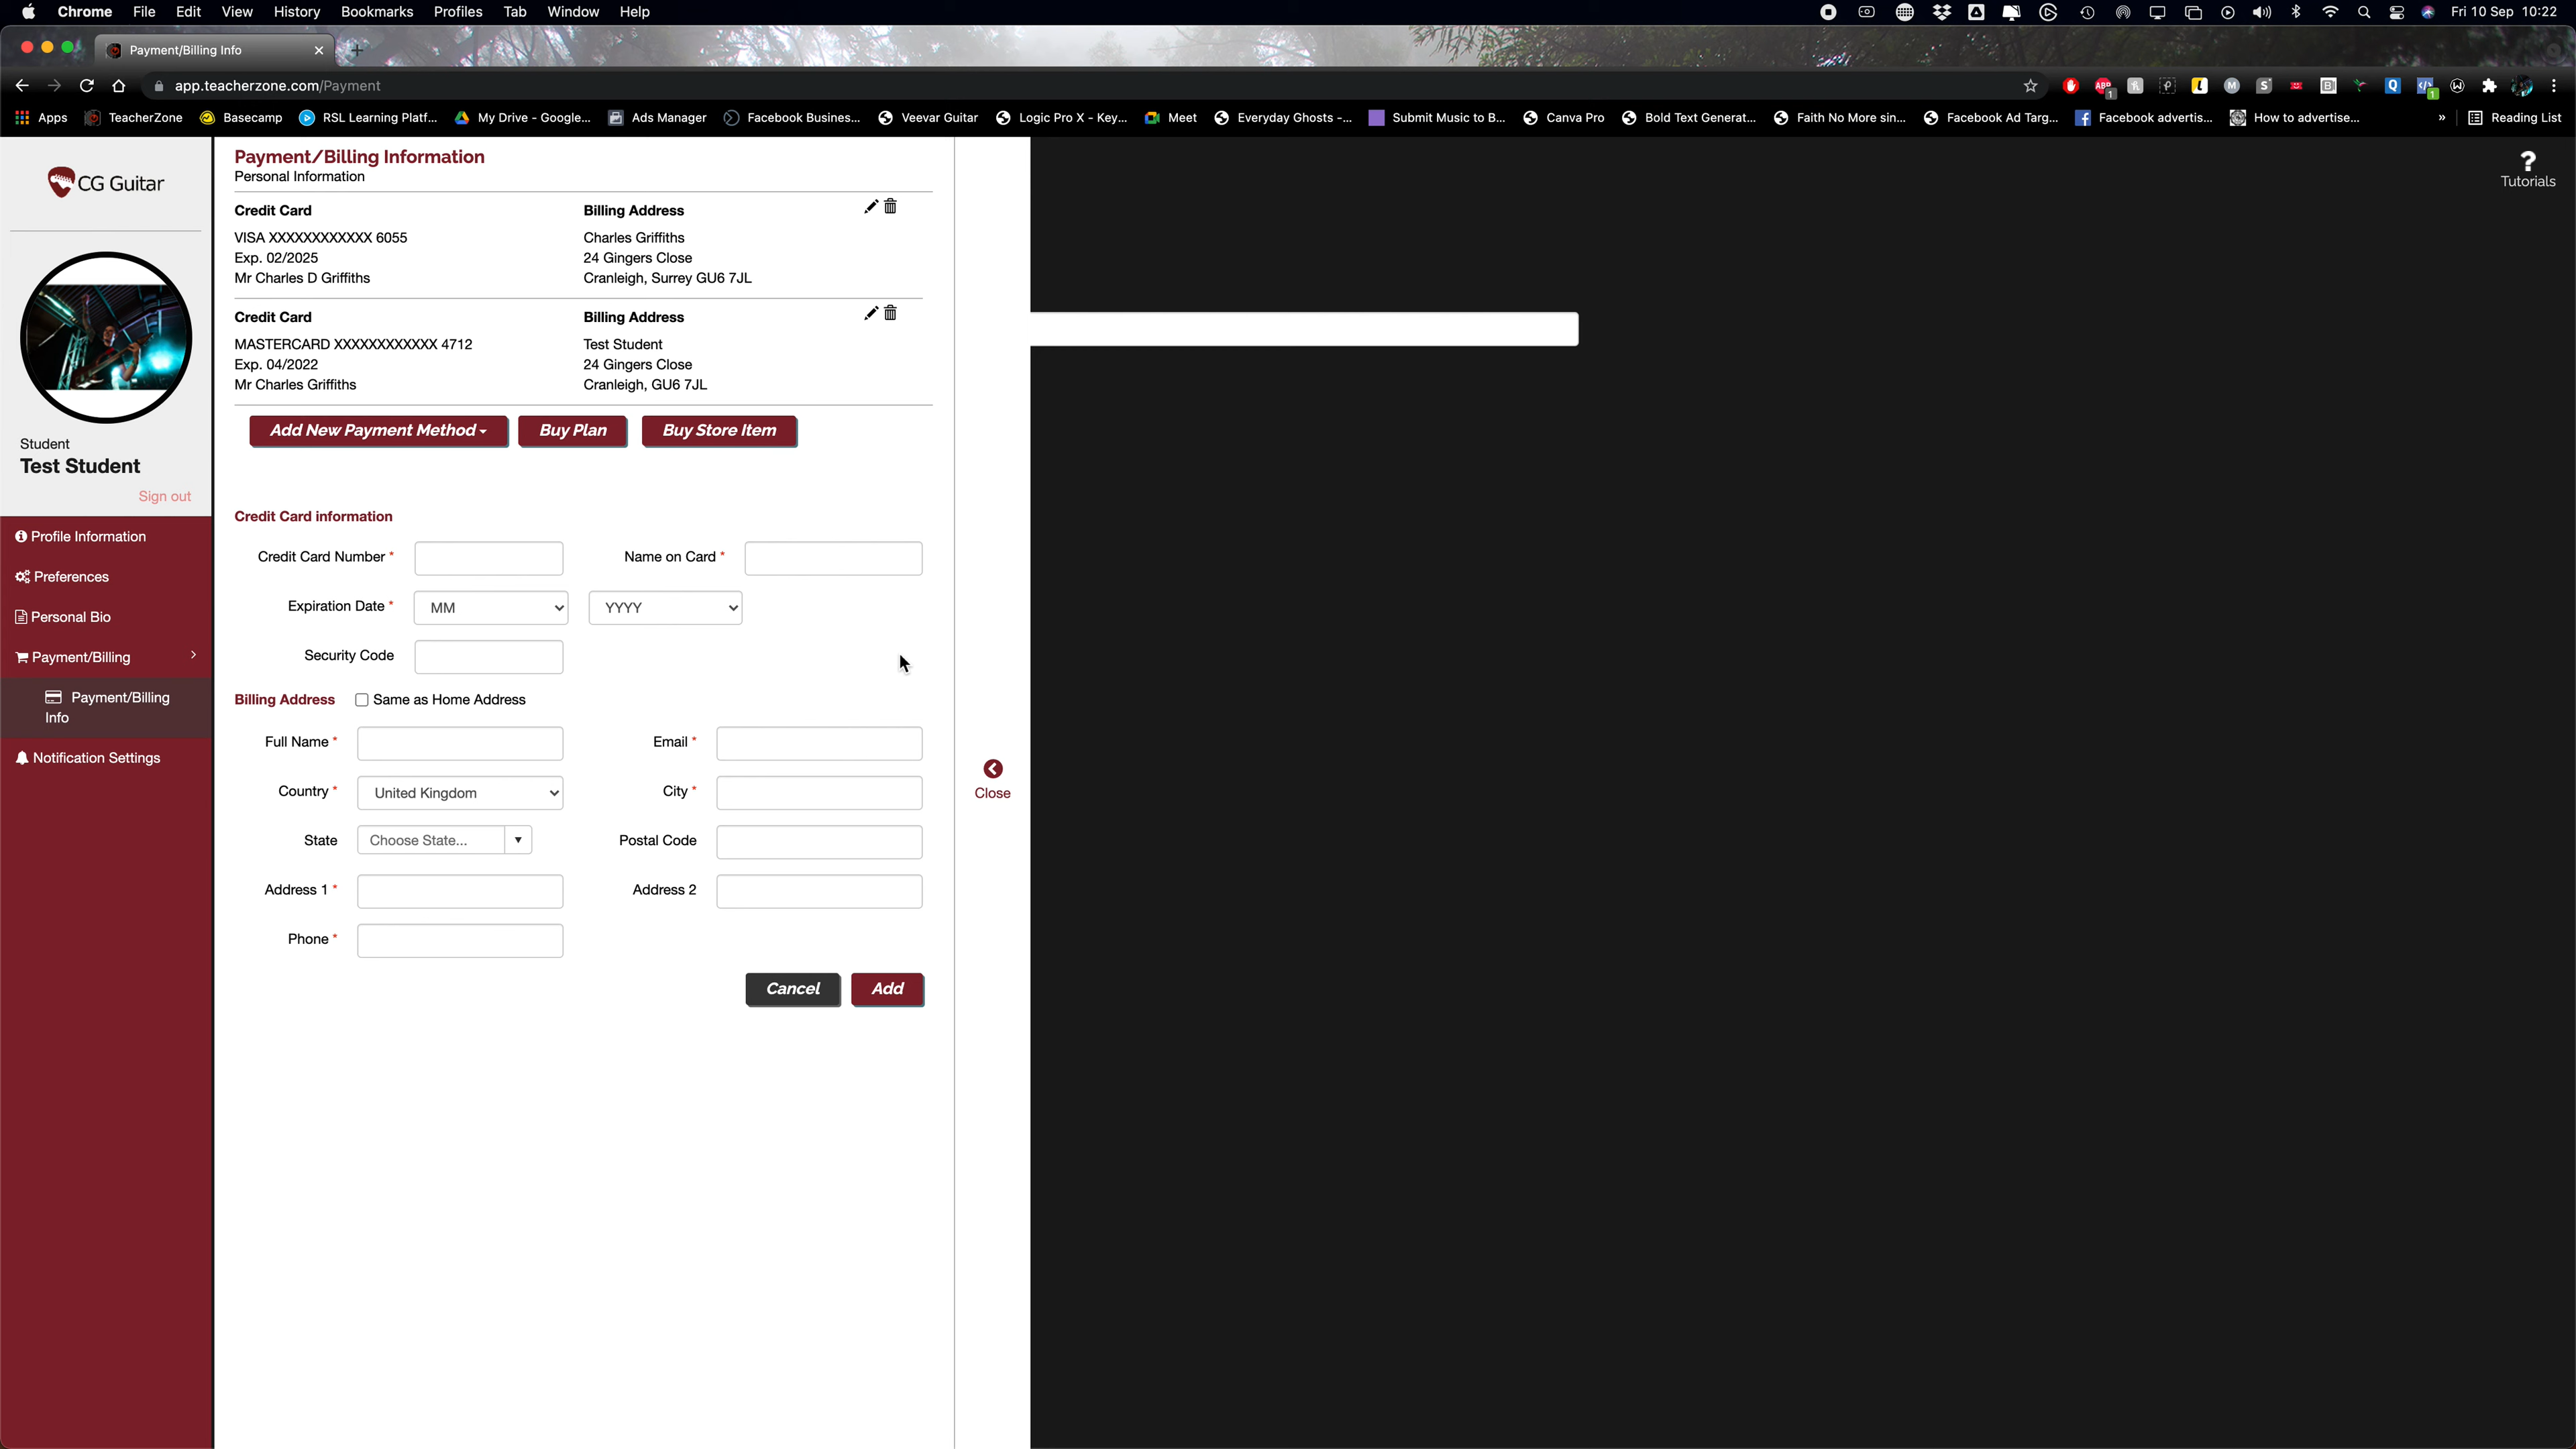 Chrome File Edit View History Bookmarks Profiles Tab Window Help
Fri 10 Sep 10:22
Payment/Billing Info
app.teacherzone.com/Payment
Apps TeacherZone Basecamp RSL Learning Platf... My Drive - Google... Ads Manager Facebook Busines... Veevar Guitar Logic Pro X - Key... Meet Everyday Ghosts -... Submit Music to B... Canva Pro Bold Text Generat... Faith No More sin... Facebook Ad Targ... Facebook advertis... How to advertise... » Reading List
CG Guitar
Student
Test Student
Sign out
Profile Information
Preferences
Personal Bio
Payment/Billing
Payment/Billing
Info
Notification Settings
Payment/Billing Information
Personal Information
Credit Card Billing Address
VISA XXXXXXXXXXXX 6055 Charles Griffiths
Exp. 02/2025 24 Gingers Close
Mr Charles D Griffiths Cranleigh, Surrey GU6 7JL
Credit Card Billing Address
MASTERCARD XXXXXXXXXXXX 4712 Test Student
Exp. 04/2022 24 Gingers Close
Mr Charles Griffiths Cranleigh, GU6 7JL
Add New Payment Method Buy Plan Buy Store Item
Credit Card information
Credit Card Number * Name on Card *
Expiration Date * MM YYYY
Security Code
Billing Address Same as Home Address
Full Name * Email *
Country * United Kingdom City *
State Choose State... Postal Code
Address 1 * Address 2
Phone *
Cancel Add
Close
? Tutorials